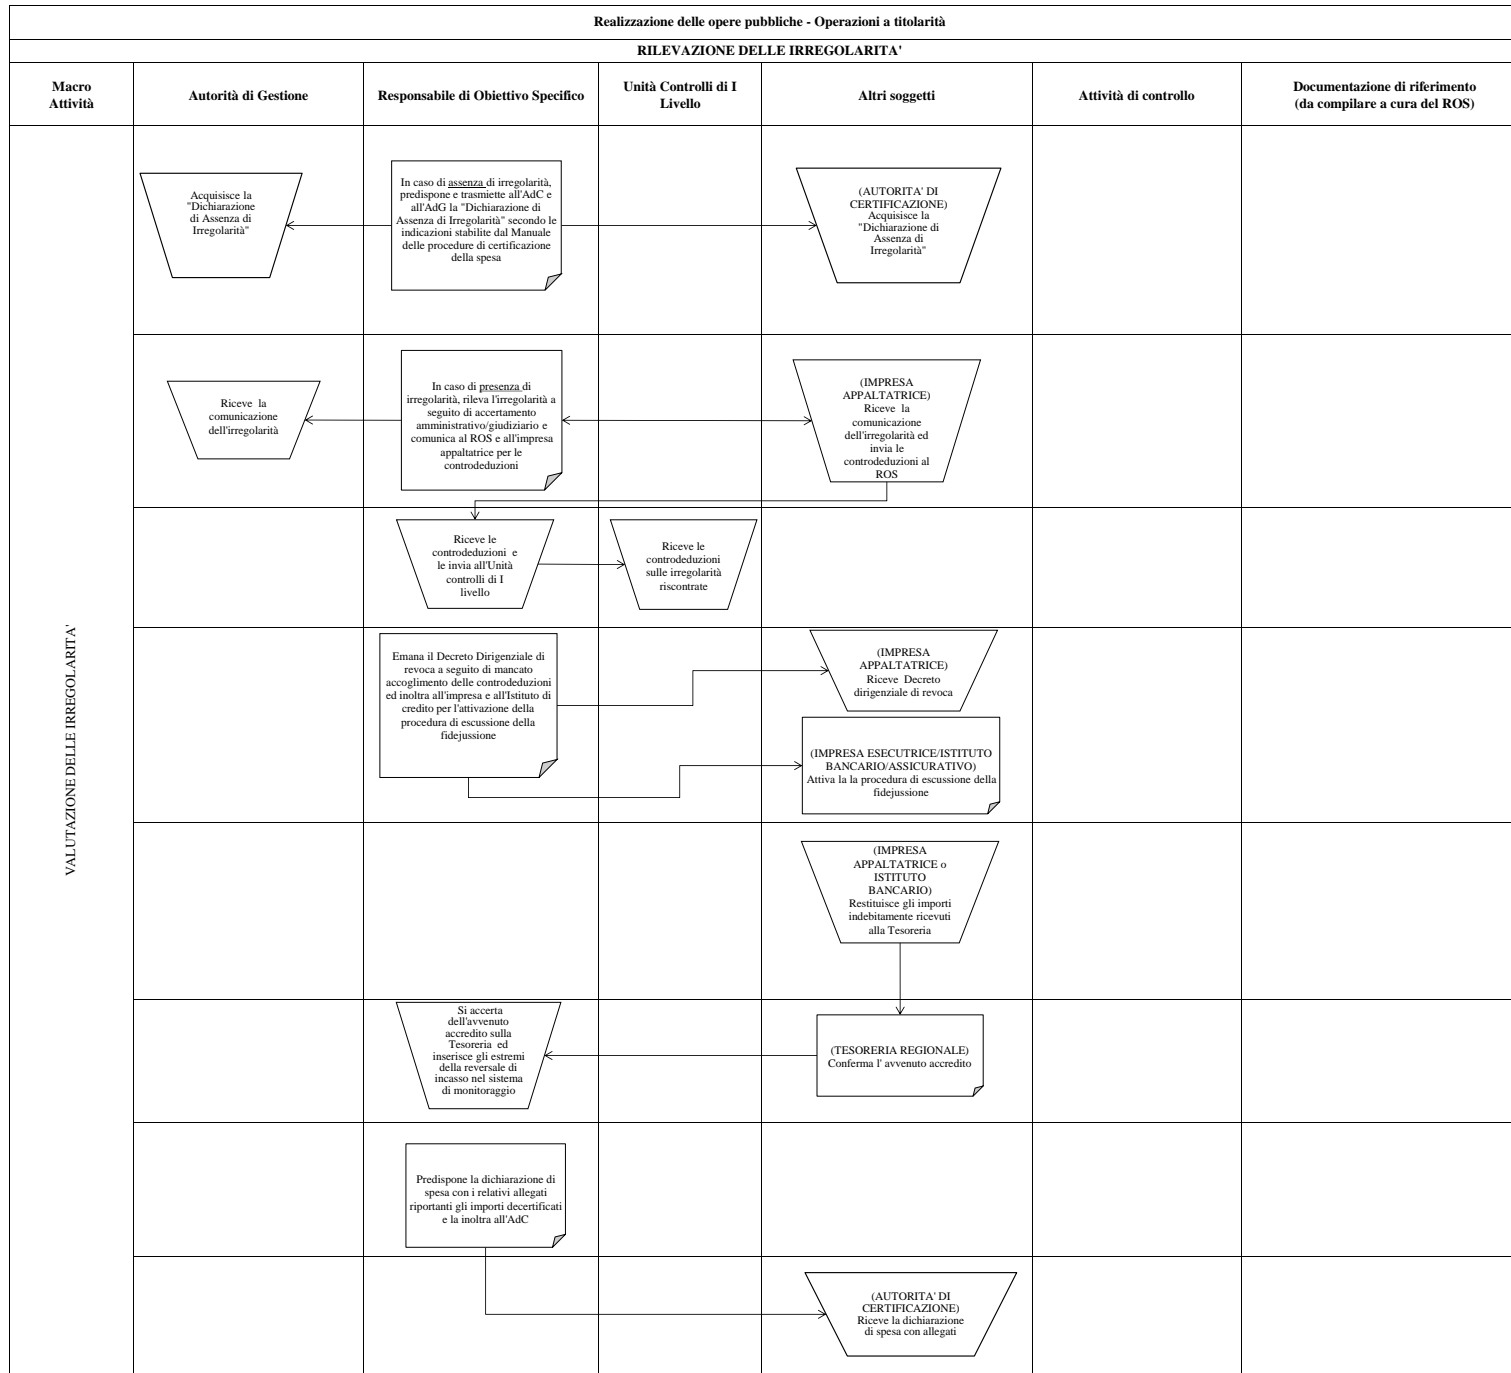 Realizzazione delle opere pubbliche - Operazioni a titolarità
RILEVAZIONE DELLE IRREGOLARITA'
Macro
Attività
Autorità di Gestione
Responsabile di Obiettivo Specifico
Unità Controlli di I
Livello
Altri soggetti
Attività di controllo
Documentazione di riferimento
(da compilare a cura del ROS)
VALUTAZIONE DELLE IRREGOLARITA'
Acquisisce la
"Dichiarazione
di Assenza di
Irregolarità"
In caso di assenza di irregolarità,
predispone e trasmiette all'AdC e
all'AdG la "Dichiarazione di
Assenza di Irregolarità" secondo le
indicazioni stabilite dal Manuale
delle procedure di certificazione
della spesa
(AUTORITA' DI
CERTIFICAZIONE)
Acquisisce la
"Dichiarazione di
Assenza di
Irregolarità"
Riceve la
comunicazione
dell'irregolarità
In caso di presenza di
irregolarità, rileva l'irregolarità a
seguito di accertamento
amministrativo/giudiziario e
comunica al ROS e all'impresa
appaltatrice per le
controdeduzioni
(IMPRESA
APPALTATRICE)
Riceve la
comunicazione
dell'irregolarità ed
invia le
controdeduzioni al
ROS
Riceve le
controdeduzioni e
le invia all'Unità
controlli di I
livello
Riceve le
controdeduzioni
sulle irregolarità
riscontrate
Emana il Decreto Dirigenziale di
revoca a seguito di mancato
accoglimento delle controdeduzioni
ed inoltra all'impresa e all'Istituto di
credito per l'attivazione della
procedura di escussione della
fidejussione
(IMPRESA
APPALTATRICE)
Riceve Decreto
dirigenziale di revoca
(IMPRESA ESECUTRICE/ISTITUTO
BANCARIO/ASSICURATIVO)
Attiva la la procedura di escussione della
fidejussione
(IMPRESA
APPALTATRICE o
ISTITUTO
BANCARIO)
Restituisce gli importi
indebitamente ricevuti
alla Tesoreria
Si accerta
dell'avvenuto
accredito sulla
Tesoreria ed
inserisce gli estremi
della reversale di
incasso nel sistema
di monitoraggio
(TESORERIA REGIONALE)
Conferma l' avvenuto accredito
Predispone la dichiarazione di
spesa con i relativi allegati
riportanti gli importi decertificati
e la inoltra all'AdC
(AUTORITA' DI
CERTIFICAZIONE)
Riceve la dichiarazione
di spesa con allegati